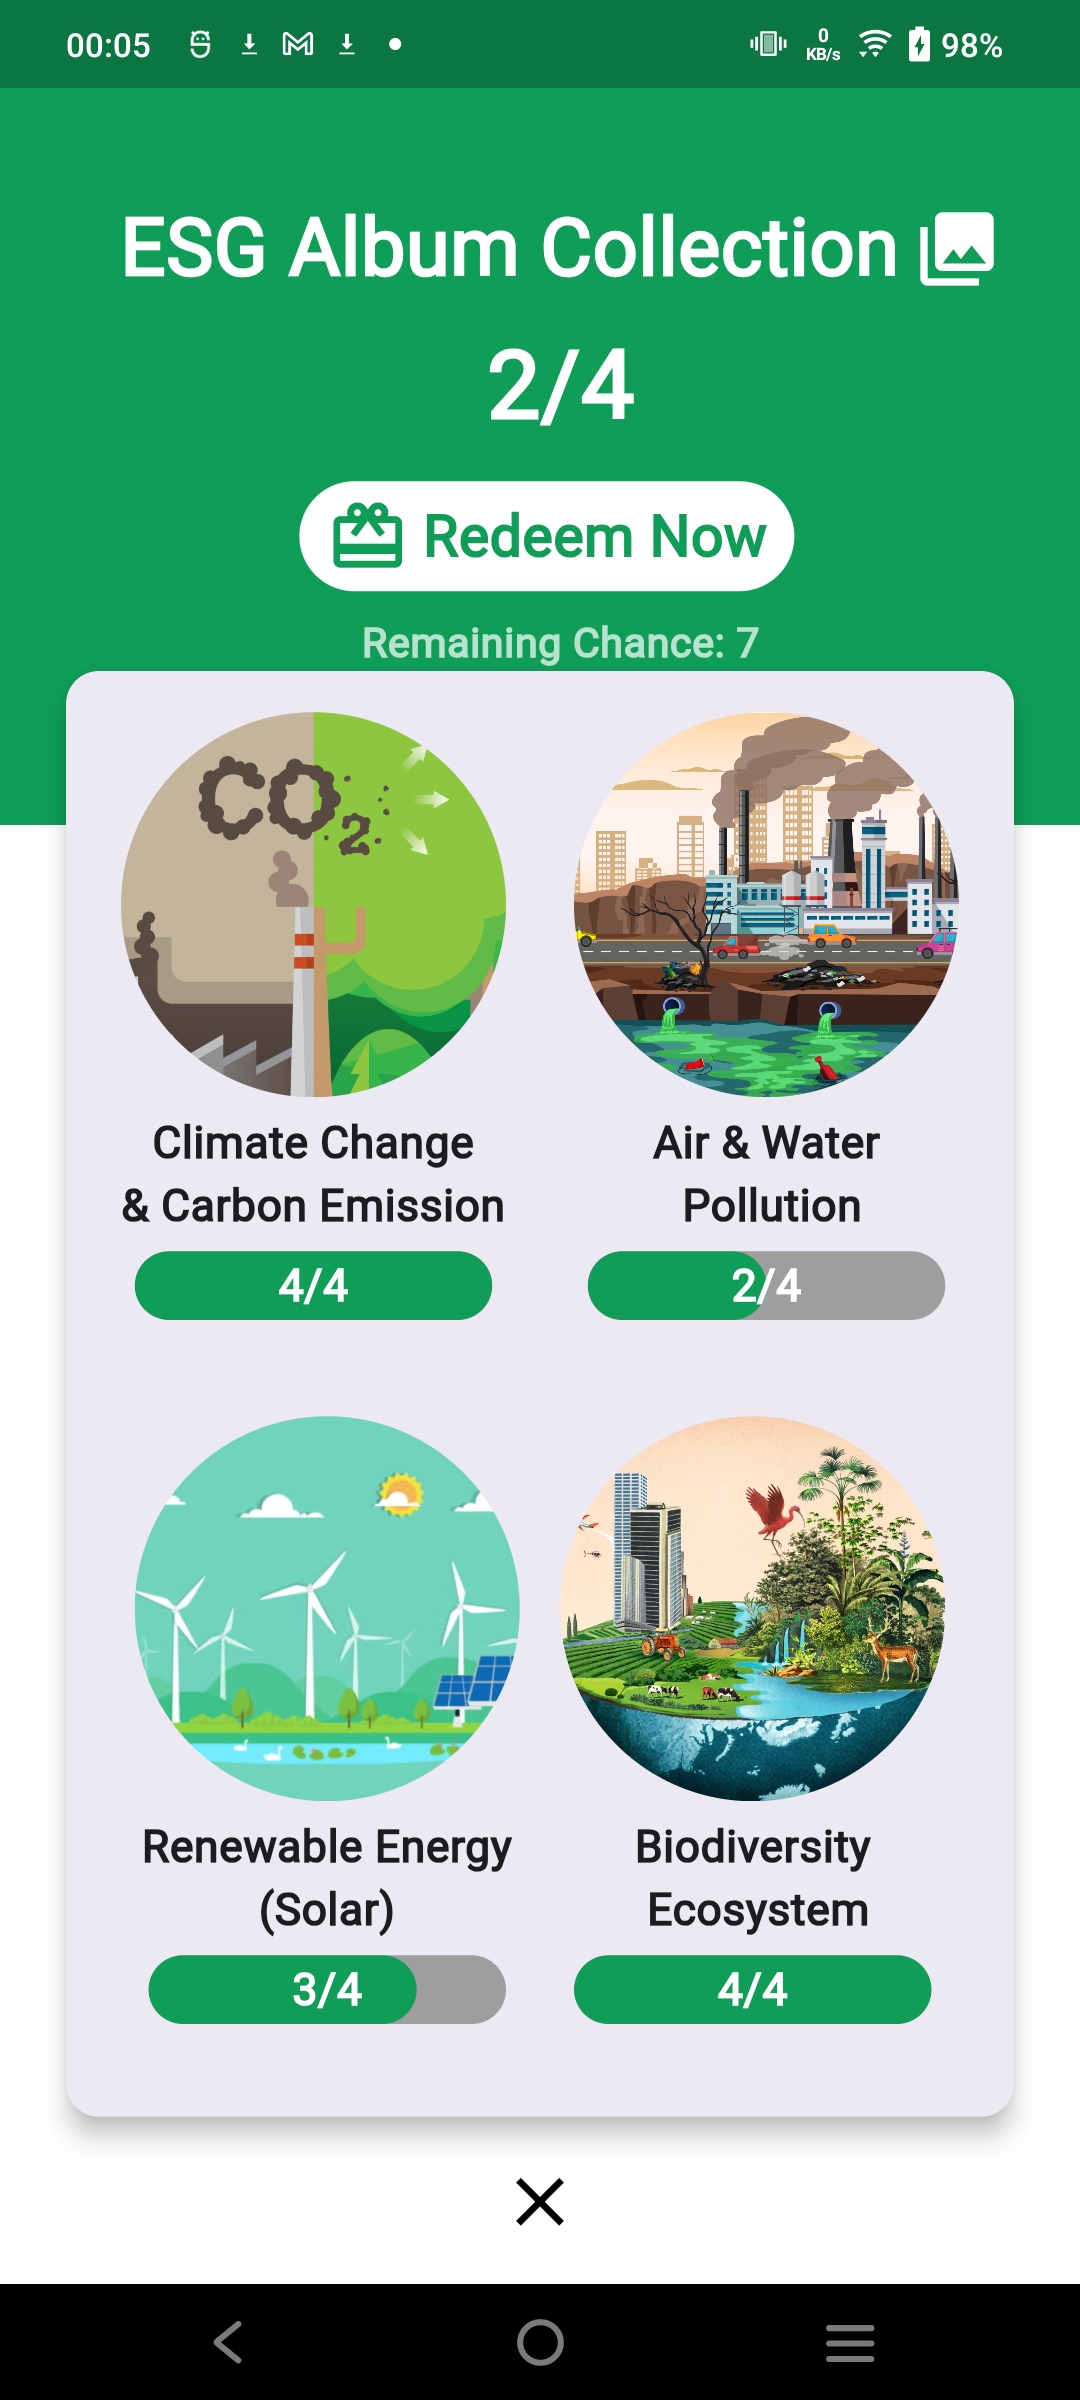 00:05
0
KB/s
98%
ESG Album Collection
2/4
Redeem Now
Remaining Chance: 7
CO2
Climate Change
& Carbon Emission
4/4
Air & Water
Pollution
2/4
Renewable Energy
(Solar)
3/4
Biodiversity
Ecosystem
4/4